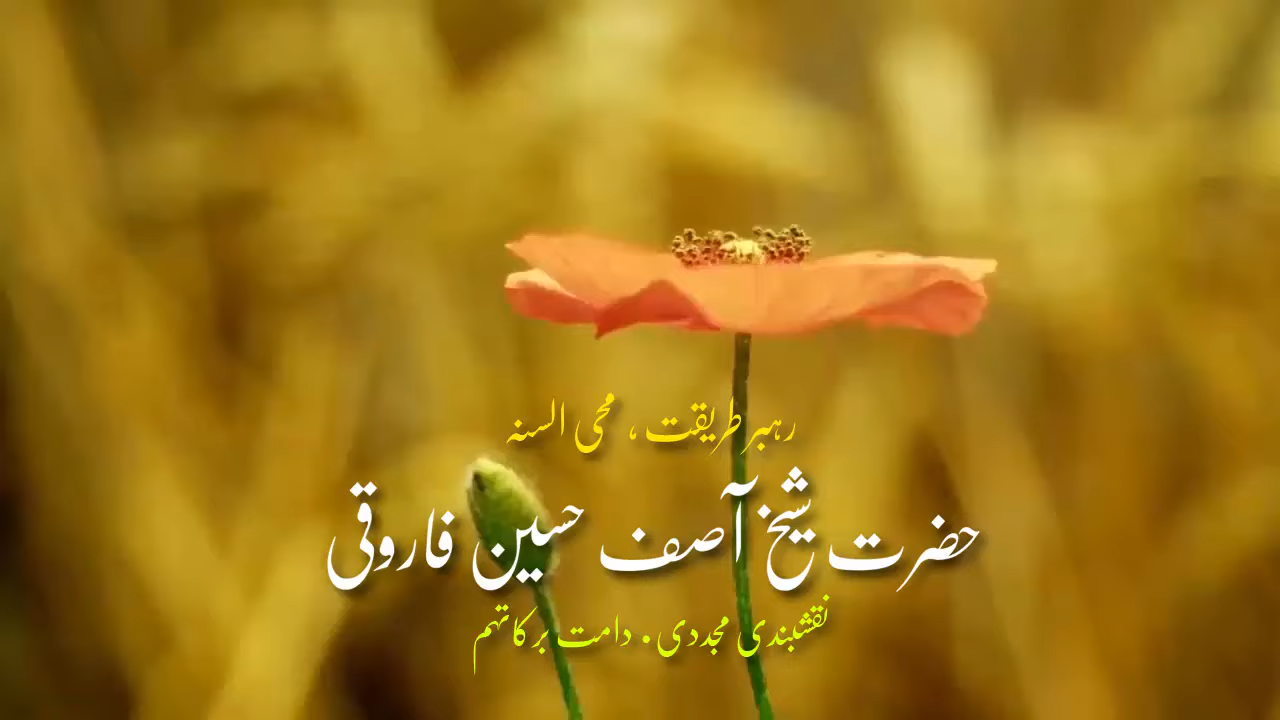 رہبر طریقت ، محی السنہ
حضرت شیخ آصف حسین فاروقی
نقشبندی مجددی . دامت برکاتہم